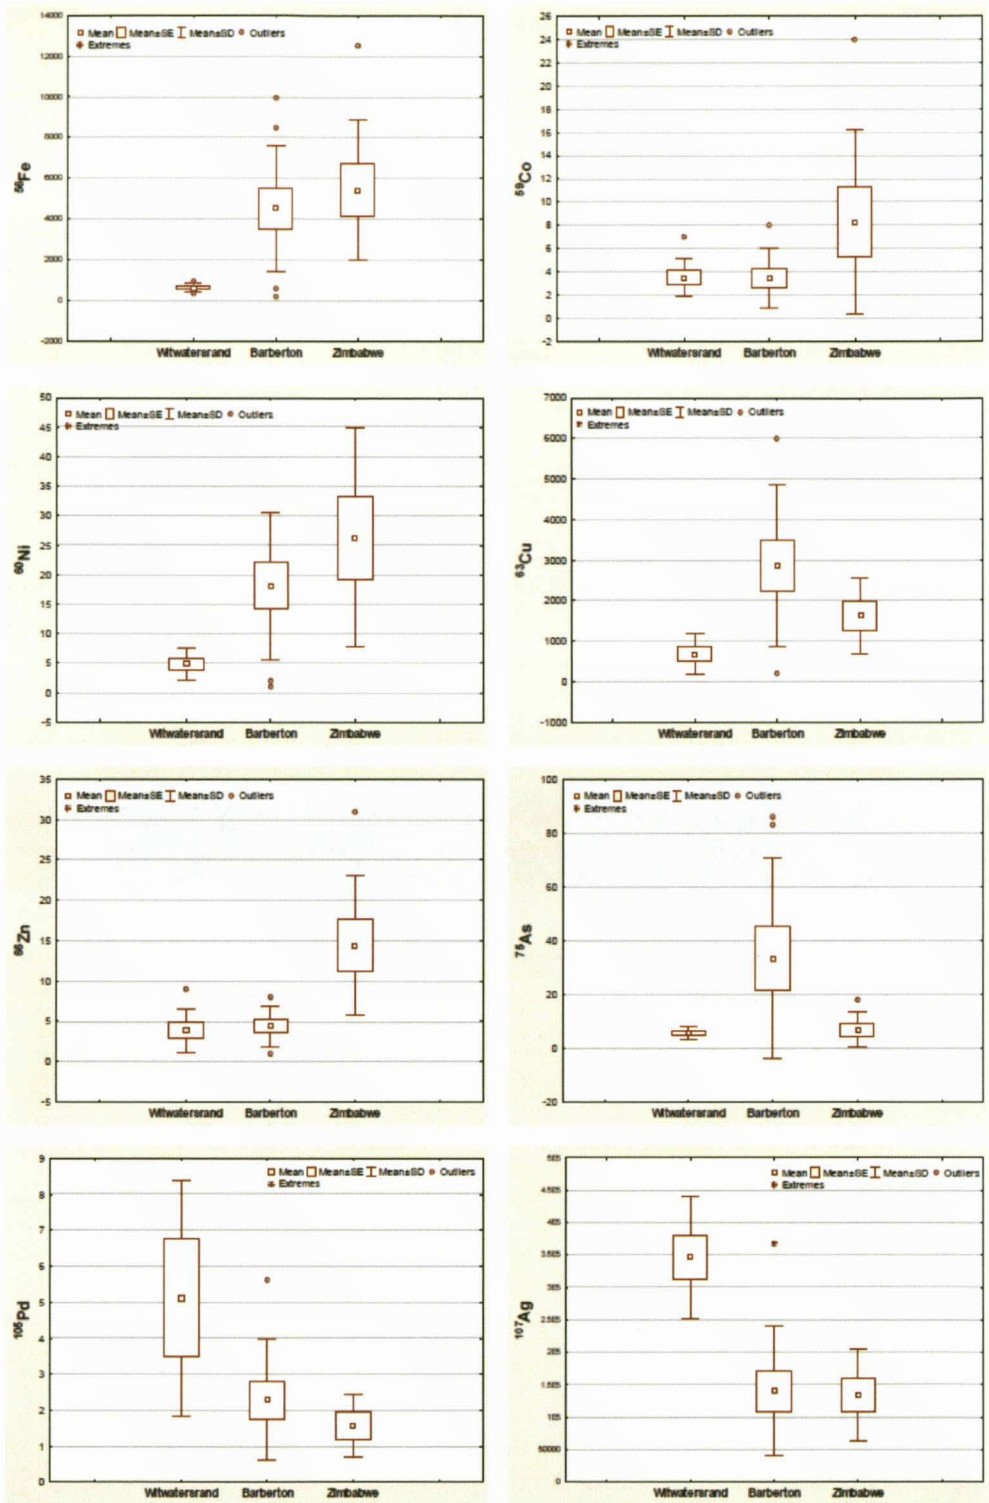 Mean Mean±SE Mean±SD Outliers
Extremes
14000
12000
10000
8000
6000
4000
2000
0
-2000
56Fe
Witwatersrand Barberton Zimbabwe
Mean Mean±SE Mean±SD Outliers
Extremes
26
24
22
20
18
16
14
12
10
8
6
4
2
0
-2
59Co
Witwatersrand Barberton Zimbabwe
Mean Mean±SE Mean±SD Outliers
Extremes
50
45
40
35
30
25
20
15
10
5
0
-5
60Ni
Witwatersrand Barberton Zimbabwe
Mean Mean±SE Mean±SD Outliers
Extremes
7000
6000
5000
4000
3000
2000
1000
0
-1000
63Cu
Witwatersrand Barberton Zimbabwe
Mean Mean±SE Mean±SD Outliers
Extremes
35
30
25
20
15
10
5
0
-5
66Zn
Witwatersrand Barberton Zimbabwe
Mean Mean±SE Mean±SD Outliers
Extremes
100
80
60
40
20
0
-20
75As
Witwatersrand Barberton Zimbabwe
Mean Mean±SE Mean±SD Outliers
Extremes
9
8
7
6
5
4
3
2
1
0
105Pd
Witwatersrand Barberton Zimbabwe
Mean Mean±SE Mean±SD Outliers
Extremes
5E5
4.5E5
4E5
3.5E5
3E5
2.5E5
2E5
1.5E5
1E5
50000
0
107Ag
Witwatersrand Barberton Zimbabwe